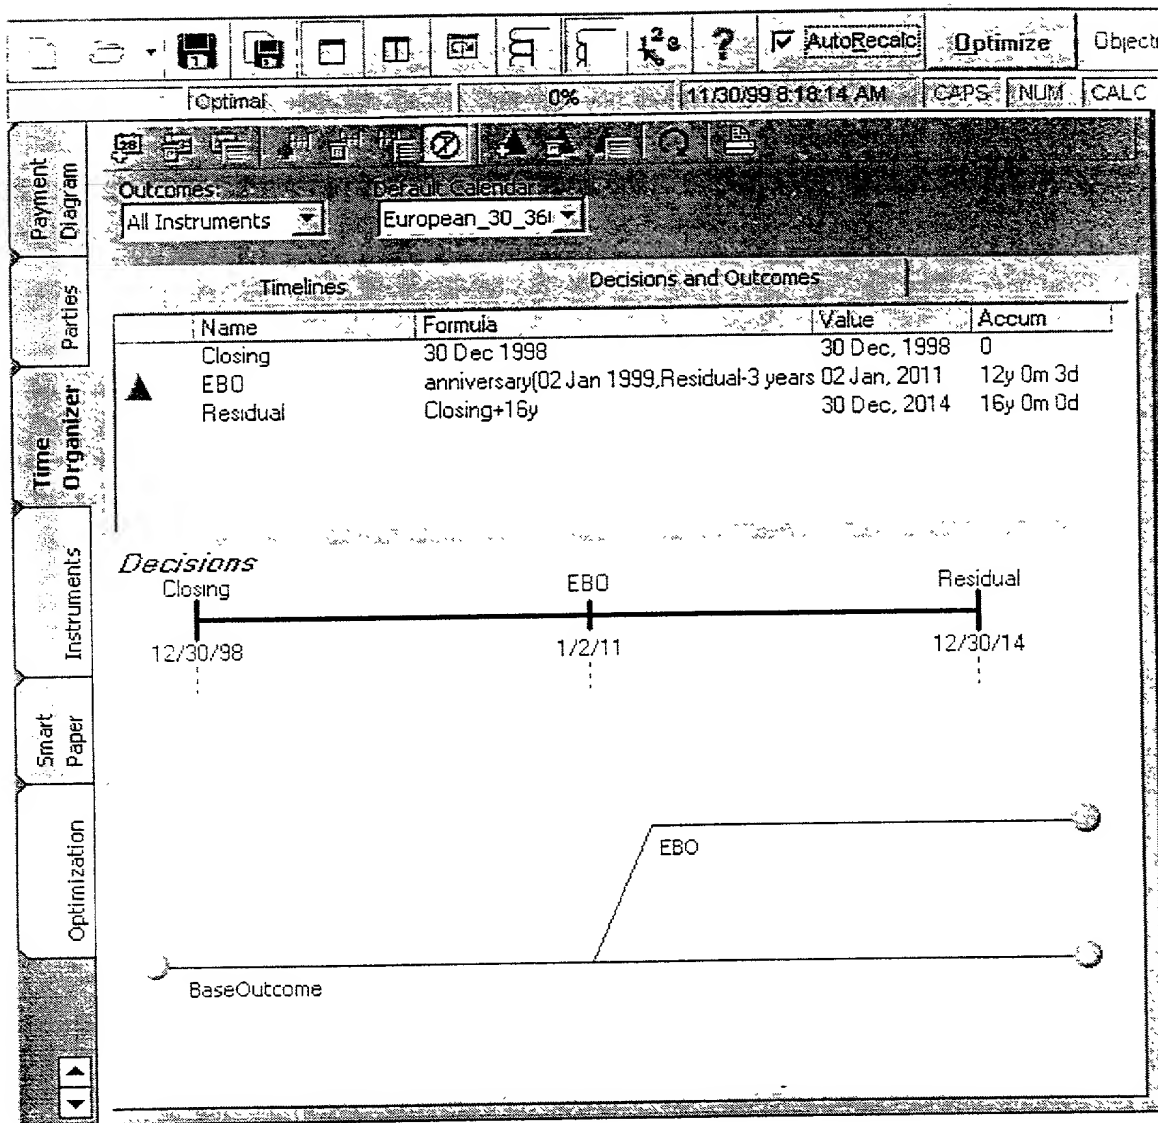 AutoRecalc Optimize Object
Optimal 0% 11/30/99 8:18:14 AM CAPS NUM CALC
Payment
Diagram
Parties
Time
Organizer
Instruments
Smart
Paper
Optimization
Outcomes: Default Calendar:
All Instruments European_30_36
Timelines Decisions and Outcomes
Name Formula Value Accum
Closing 30 Dec 1998 30 Dec, 1998 0
EBO anniversary(02 Jan 1999,Residual-3 years 02 Jan, 2011 12y 0m 3d
Residual Closing+16y 30 Dec, 2014 16y 0m 0d
Decisions
Closing EBO Residual
12/30/98 1/2/11 12/30/14
EBO
BaseOutcome